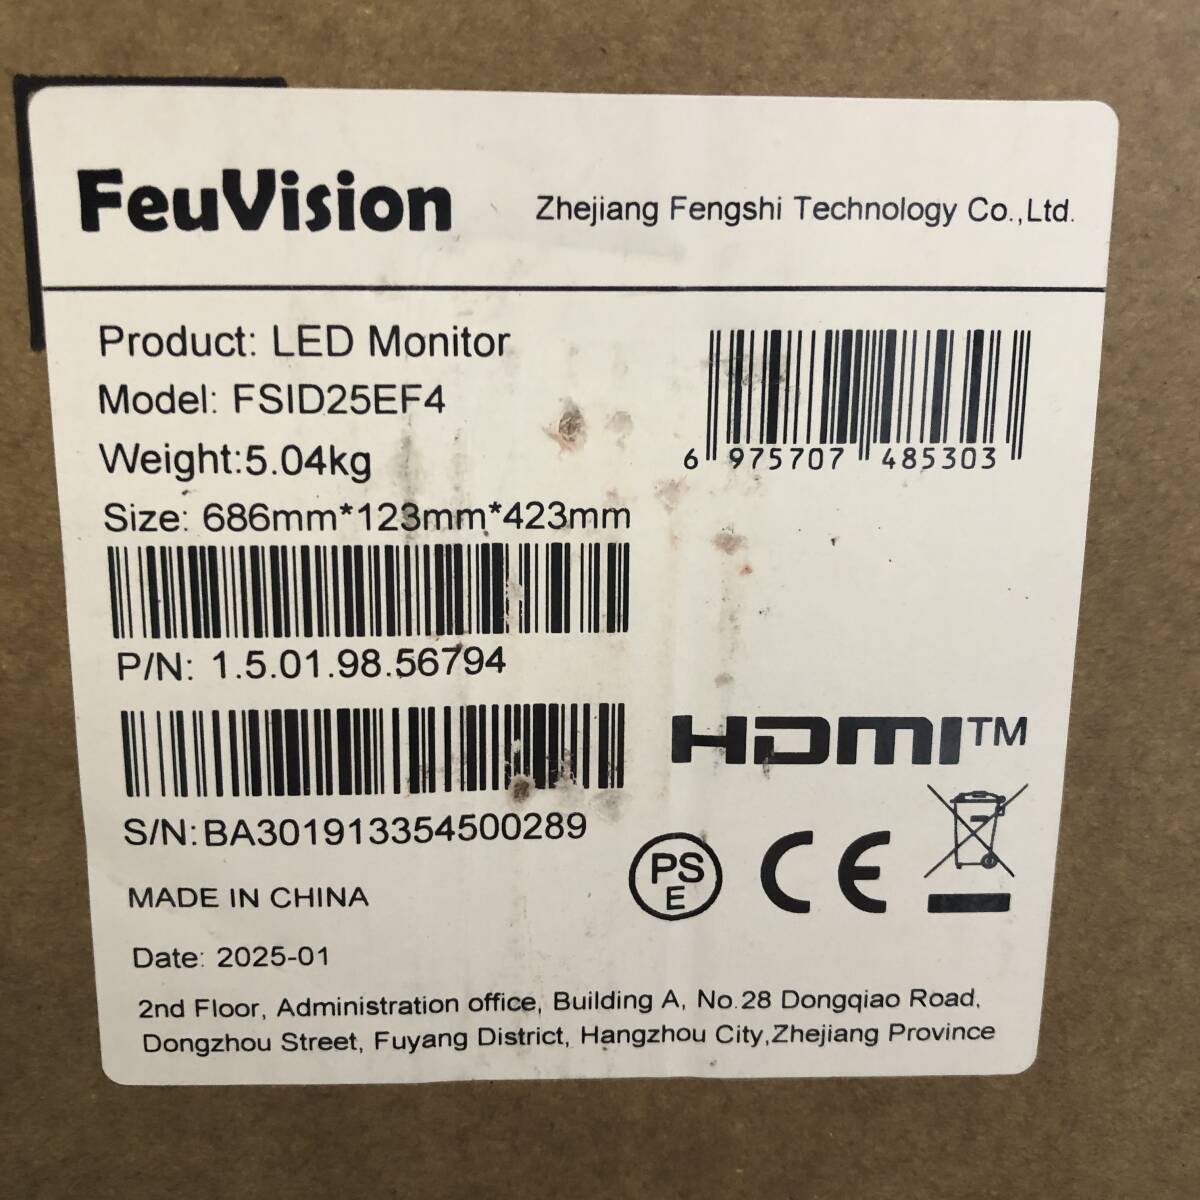 FeuVision
Zhejiang Fengshi Technology Co.,Ltd.
Product: LED Monitor
Model: FSID25EF4
Weight:5.04kg
Size: 686mm*123mm*423mm
6 975707 485303
P/N: 1.5.01.98.56794
S/N:BA301913354500289
HDMI™
PS
E
CE
MADE IN CHINA
Date: 2025-01
2nd Floor, Administration office, Building A, No.28 Dongqiao Road,
Dongzhou Street, Fuyang District, Hangzhou City,Zhejiang Province